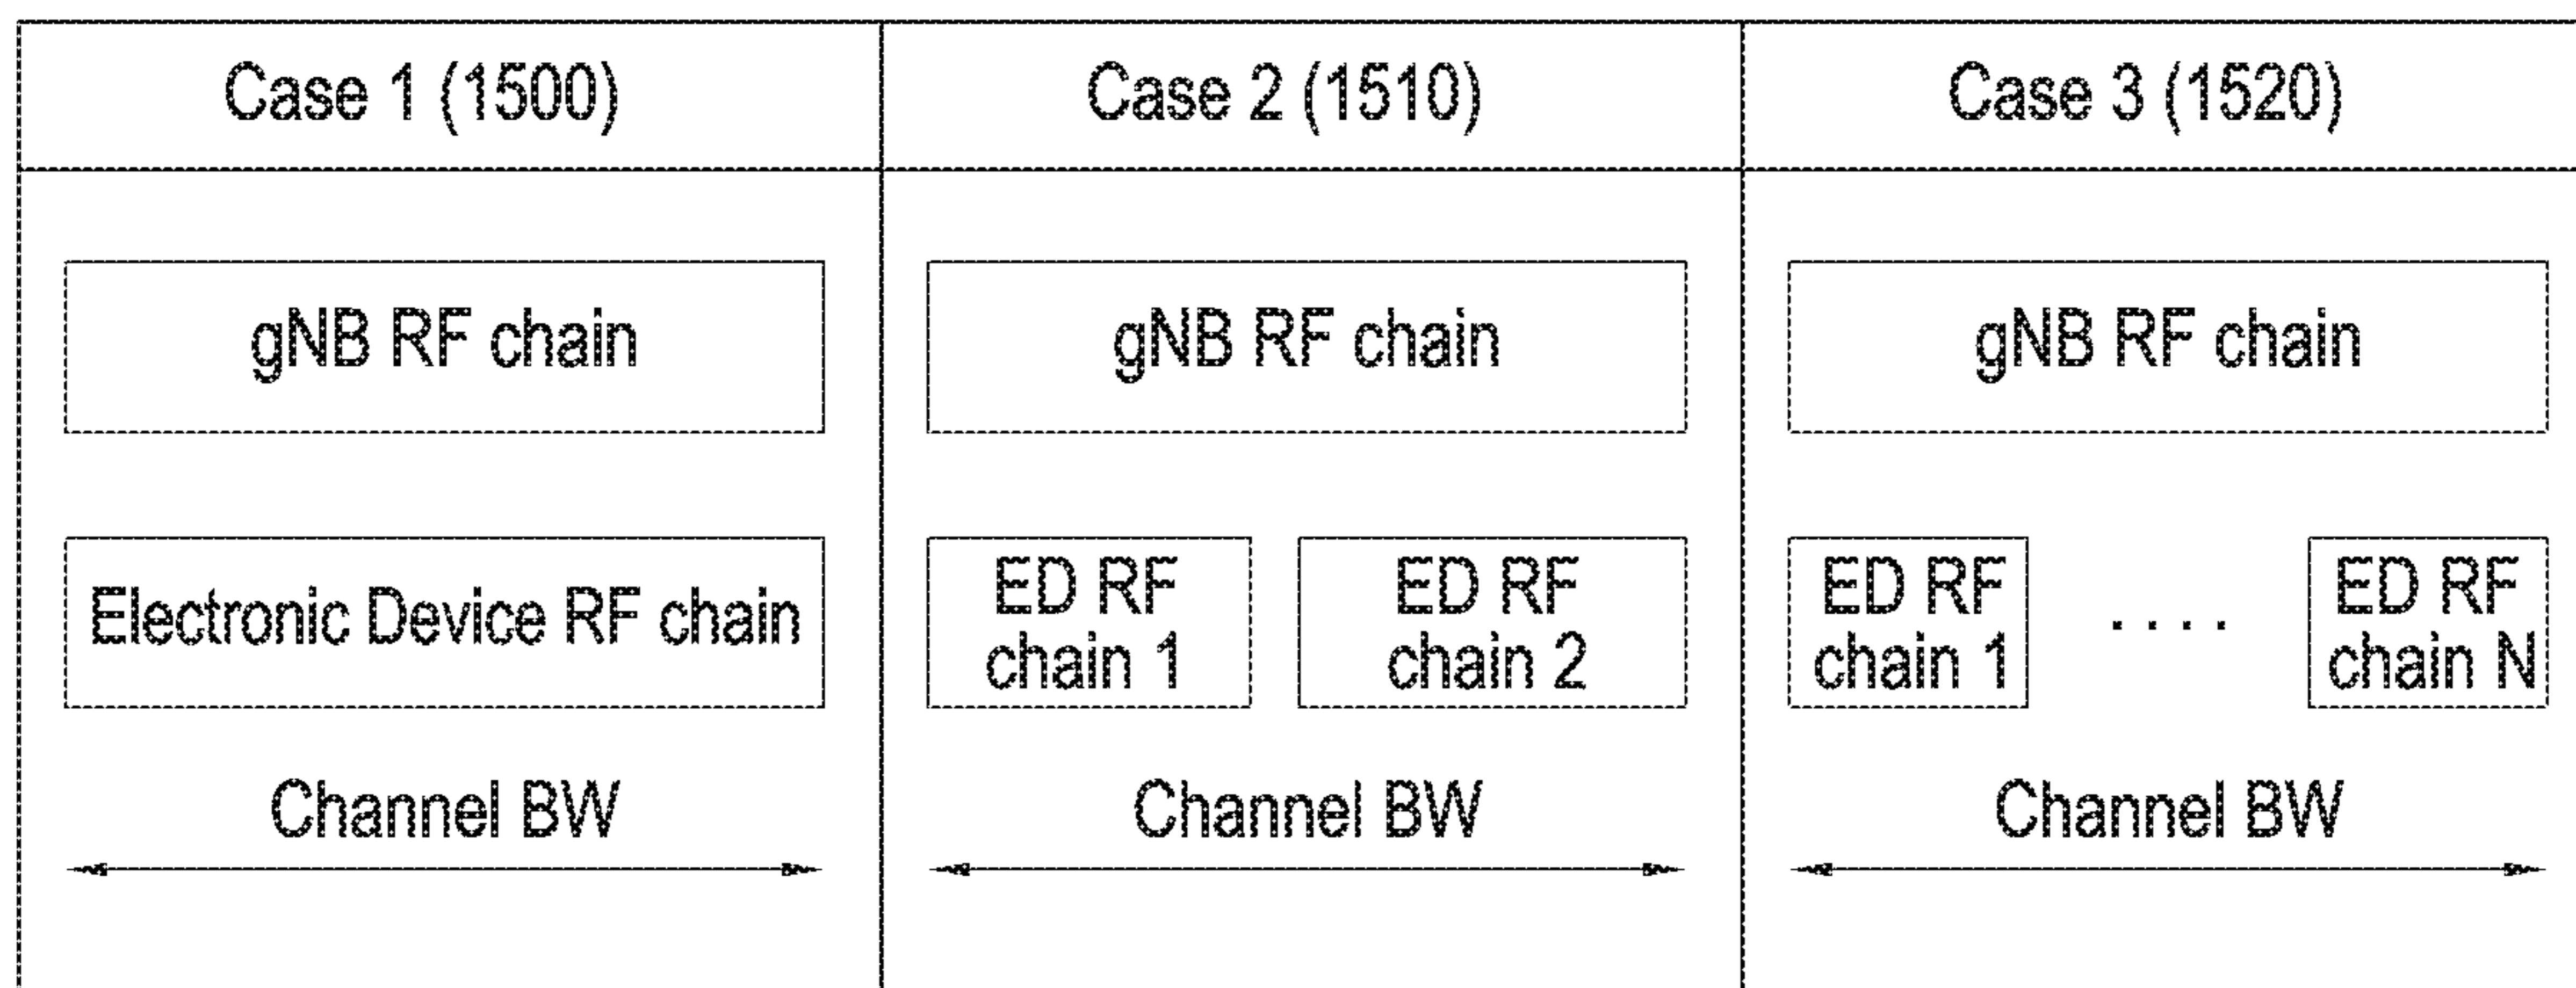 Case 1 (1500)
Case 2 (1510)
Case 3 (1520)
gNB RF chain
gNB RF chain
gNB RF chain
Electronic Device RF chain
ED RF
chain 1
ED RF
chain 2
ED RF
chain 1
. . . .
ED RF
chain N
Channel BW
Channel BW
Channel BW